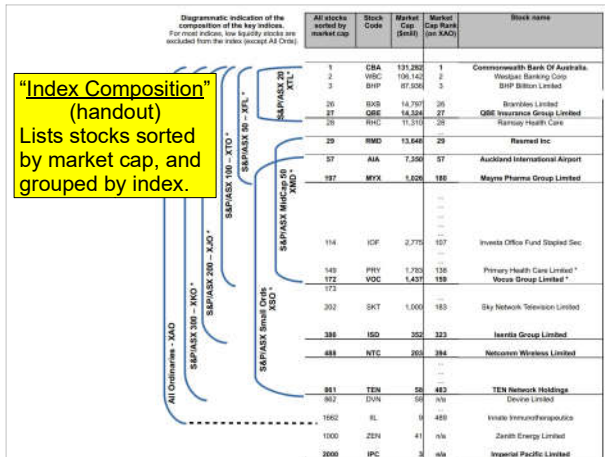 Diagrammatic indication of the
composition of the key indices.
For most indices, low liquidity stocks are
excluded from the index (except All Ords).
"Index Composition"
(handout)
Lists stocks sorted
by market cap, and
grouped by index.
All Ordinaries - XAO
S&P/ASX 300 – XKO *
S&P/ASX 200 – XJO *
S&P/ASX 100 – XTO *
S&P/ASX 50 – XFL *
S&P/ASX 20
XTL*
S&P/ASX MidCap 50
XMD *
S&P/ASX Small Ords
XSO *
All stocks sorted by market cap | Stock Code | Market Cap ($mill) | Market Cap Rank (on XAO) | Stock name
1 CBA 131,262 1 Commonwealth Bank Of Australia.
2 WBC 106,142 2 Westpac Banking Corp
3 BHP 87,936 3 BHP Billiton Limited
26 BXB 14,797 26 Brambles Limited
27 QBE 14,324 27 QBE Insurance Group Limited
28 RHC 11,310 28 Ramsay Health Care
...
29 RMD 13,648 29 Resmed Inc
...
57 AIA 7,350 57 Auckland International Airport
...
197 MYX 1,026 180 Mayne Pharma Group Limited
...
...
...
...
...
114 IOF 2,775 107 Investa Office Fund Stapled Sec
...
149 PRY 1,783 138 Primary Health Care Limited *
172 VOC 1,437 159 Vocus Group Limited *
173
...
202 SKT 1,000 183 Sky Network Television Limited
386 ISD 352 323 Isentia Group Limited
...
488 NTC 203 394 Netcomm Wireless Limited
...
...
...
861 TEN 58 483 TEN Network Holdings
862 DVN 58 n/a Devine Limited
...
1662 IIL 9 489 Innate Immunotherapeutics
1000 ZEN 41 n/a Zenith Energy Limited
2000 IPC 3 n/a Imperial Pacific Limited